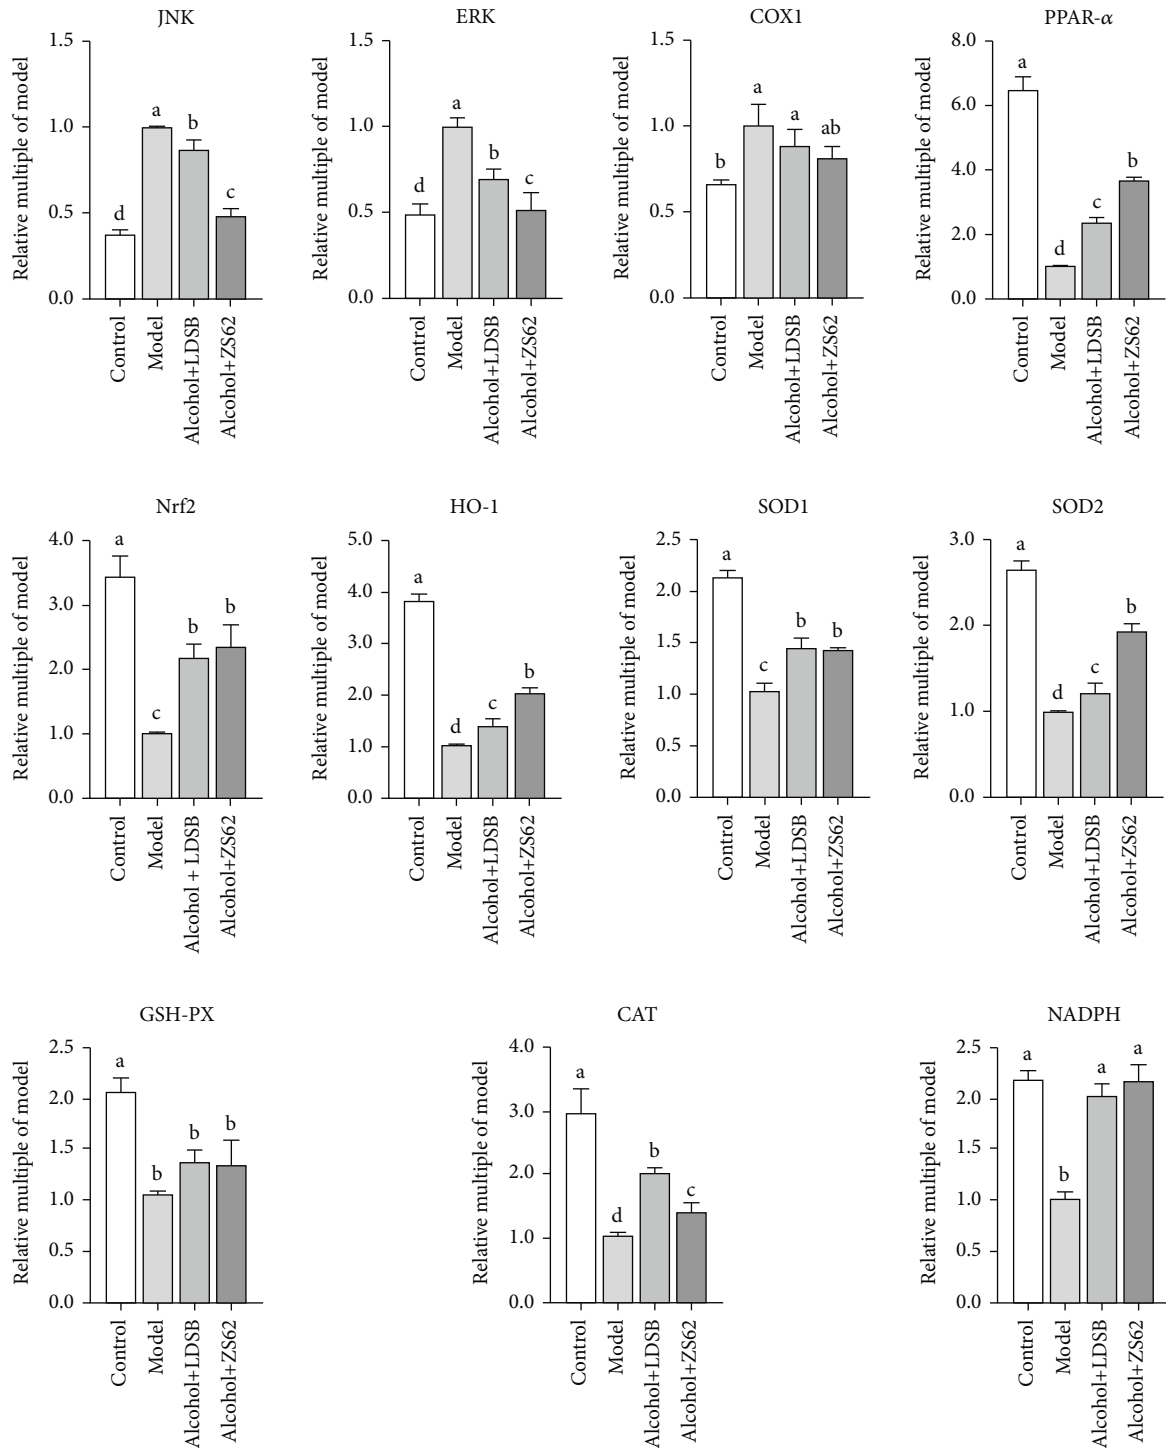 JNK
Relative multiple of model
1.5
1.0
0.5
0.0
d
a
b
c
Control
Model
Alcohol+LDSB
Alcohol+ZS62
ERK
Relative multiple of model
1.5
1.0
0.5
0.0
d
a
b
c
Control
Model
Alcohol+LDSB
Alcohol+ZS62
COX1
Relative multiple of model
1.5
1.0
0.5
0.0
b
a
a
ab
Control
Model
Alcohol+LDSB
Alcohol+ZS62
PPAR-α
Relative multiple of model
8.0
6.0
4.0
2.0
0.0
a
d
c
b
Control
Model
Alcohol+LDSB
Alcohol+ZS62
Nrf2
Relative multiple of model
4.0
3.0
2.0
1.0
0.0
a
c
b
b
Control
Model
Alcohol + LDSB
Alcohol+ZS62
HO-1
Relative multiple of model
5.0
4.0
3.0
2.0
1.0
0.0
a
d
c
b
Control
Model
Alcohol+LDSB
Alcohol+ZS62
SOD1
Relative multiple of model
2.5
2.0
1.5
1.0
0.5
0.0
a
c
b
b
Control
Model
Alcohol+LDSB
Alcohol+ZS62
SOD2
Relative multiple of model
3.0
2.0
1.0
0.0
a
d
c
b
Control
Model
Alcohol+LDSB
Alcohol+ZS62
GSH-PX
Relative multiple of model
2.5
2.0
1.5
1.0
0.5
0.0
a
b
b
b
Control
Model
Alcohol+LDSB
Alcohol+ZS62
CAT
Relative multiple of model
4.0
3.0
2.0
1.0
0.0
a
d
b
c
Control
Model
Alcohol+LDSB
Alcohol+ZS62
NADPH
Relative multiple of model
2.5
2.0
1.5
1.0
0.5
0.0
a
b
a
a
Control
Model
Alcohol+LDSB
Alcohol+ZS62